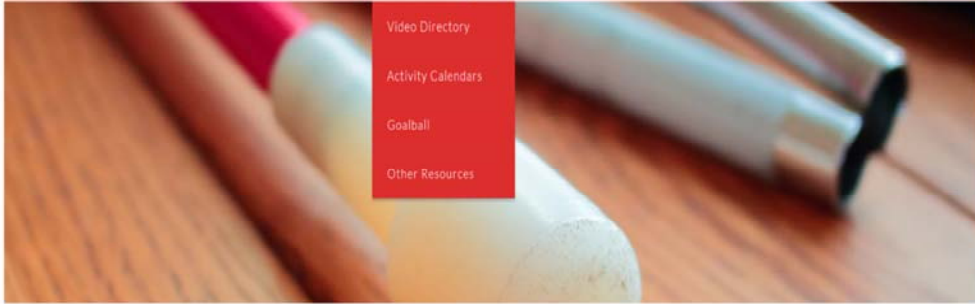 Video Directory
Activity Calendars
Goalball
Other Resources